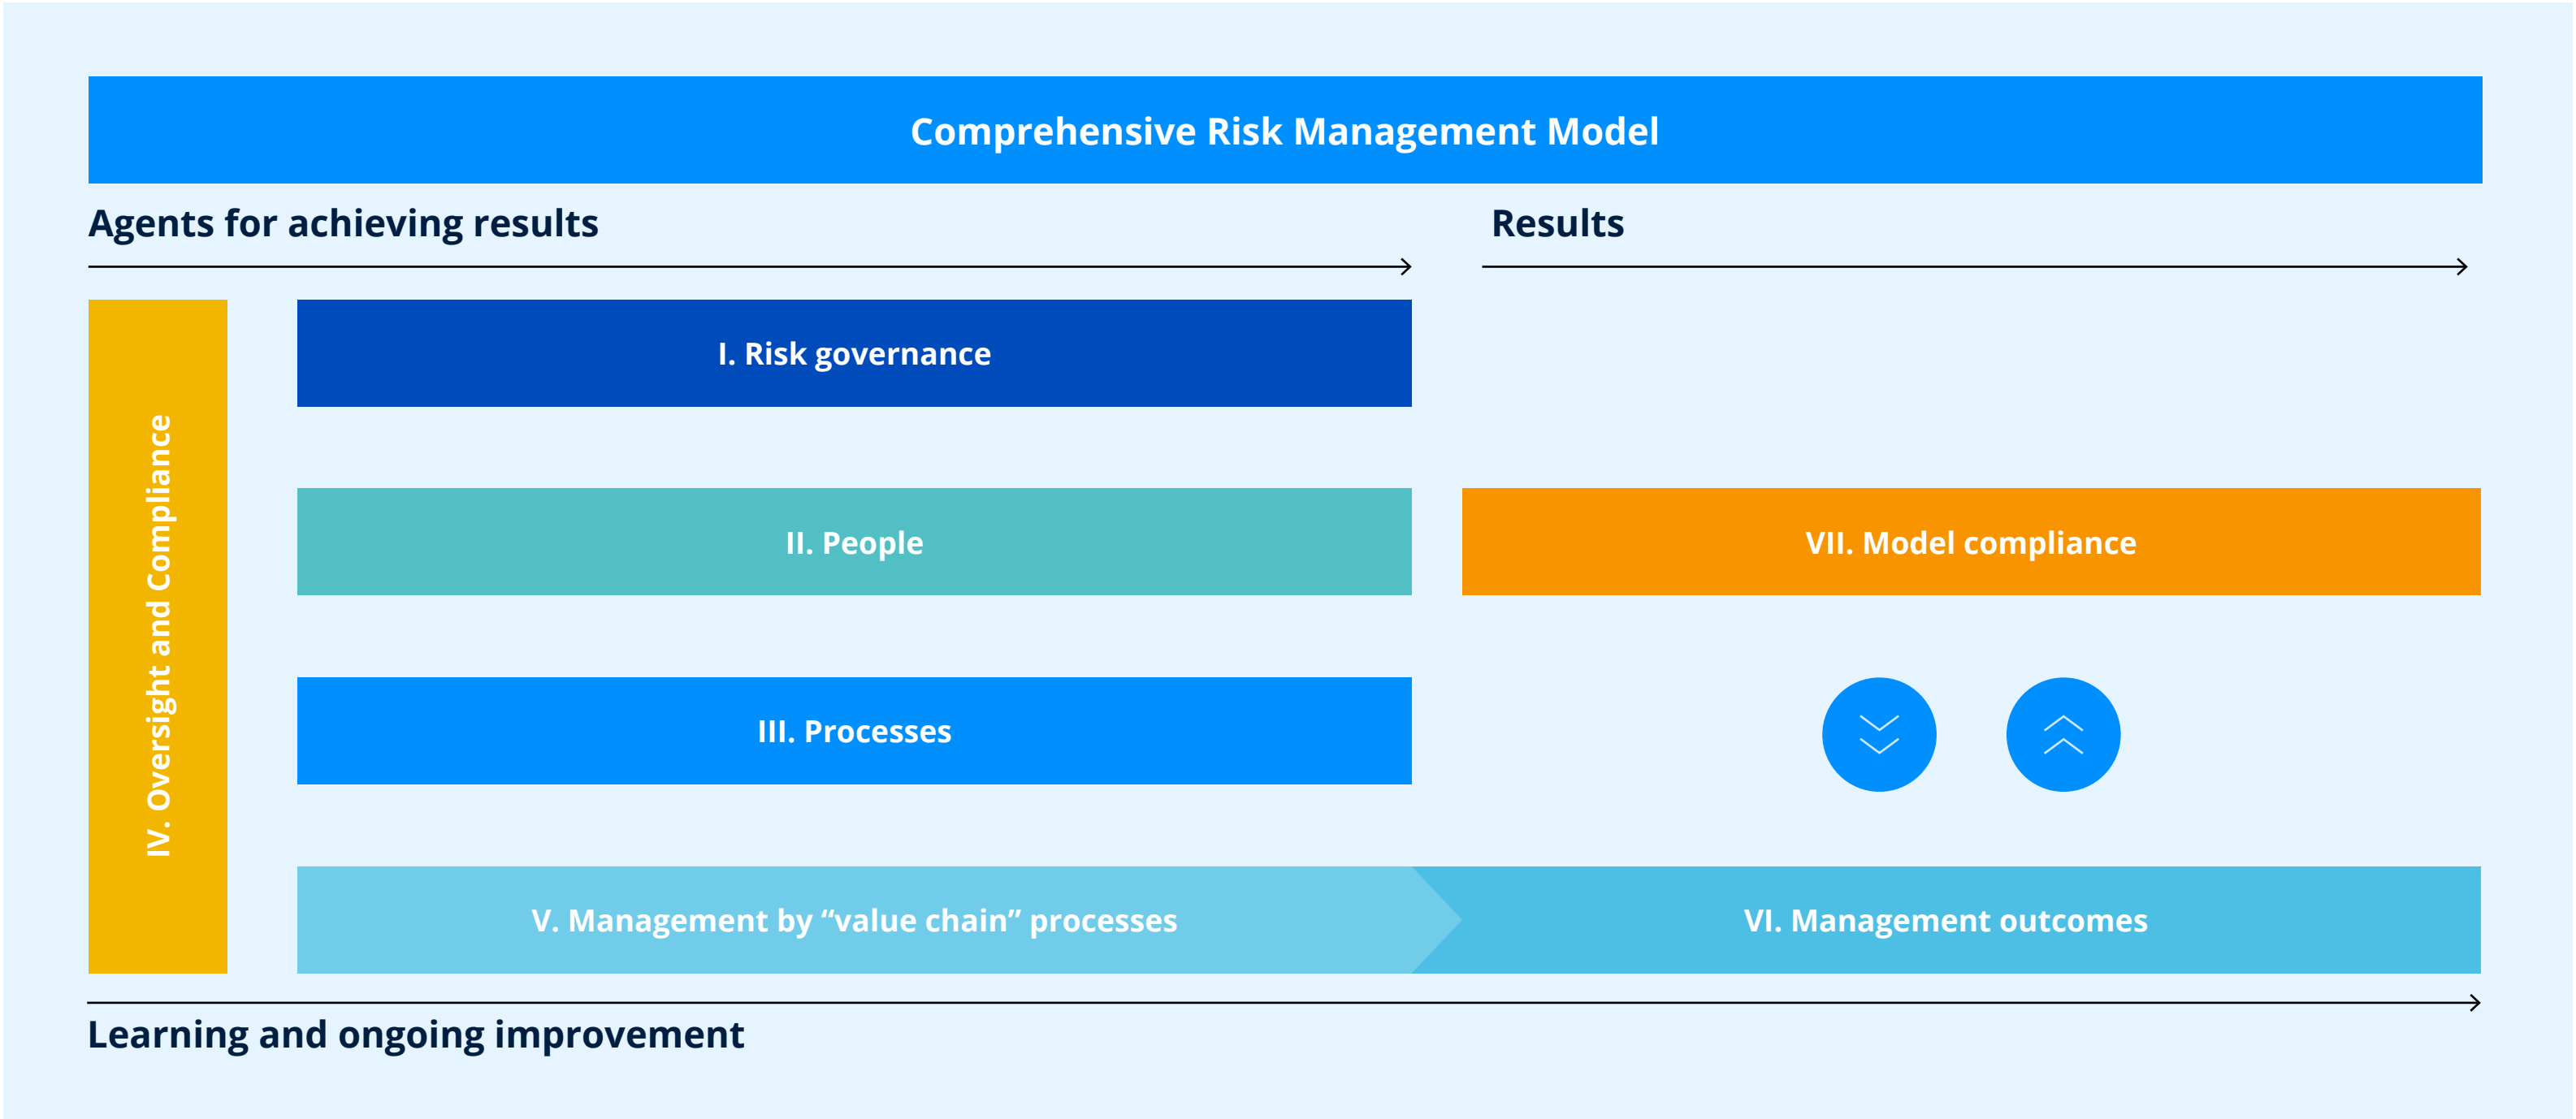 Comprehensive Risk Management Model
Agents for achieving results
Results
IV. Oversight and Compliance
I. Risk governance
II. People
VII. Model compliance
III. Processes
V. Management by “value chain” processes
VI. Management outcomes
Learning and ongoing improvement